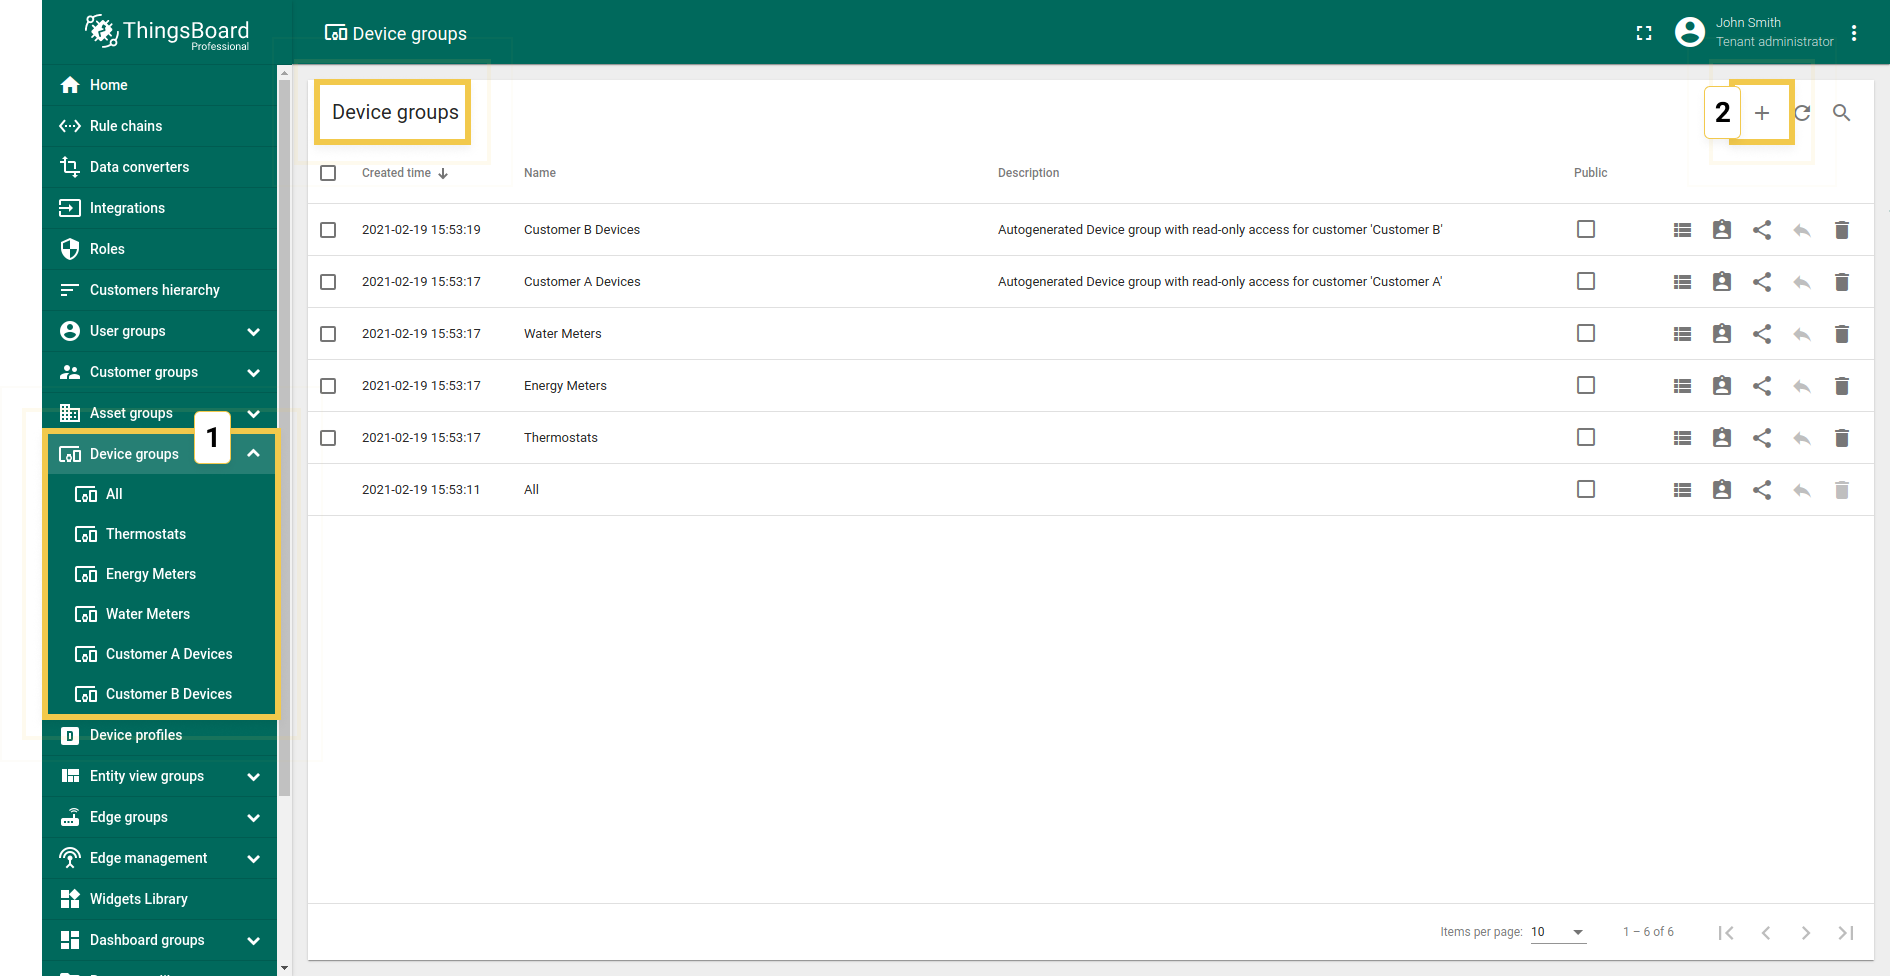 ThingsBoard
Professional
Device groups
John Smith
Tenant administrator
Home
Rule chains
Data converters
Integrations
Roles
Customers hierarchy
User groups
Customer groups
Asset groups
1
Device groups
All
Thermostats
Energy Meters
Water Meters
Customer A Devices
Customer B Devices
Device profiles
Entity view groups
Edge groups
Edge management
Widgets Library
Dashboard groups
Device groups
2
Created time Name Description Public
2021-02-19 15:53:19 Customer B Devices Autogenerated Device group with read-only access for customer 'Customer B'
2021-02-19 15:53:17 Customer A Devices Autogenerated Device group with read-only access for customer 'Customer A'
2021-02-19 15:53:17 Water Meters
2021-02-19 15:53:17 Energy Meters
2021-02-19 15:53:17 Thermostats
2021-02-19 15:53:11 All
Items per page: 10 1 – 6 of 6